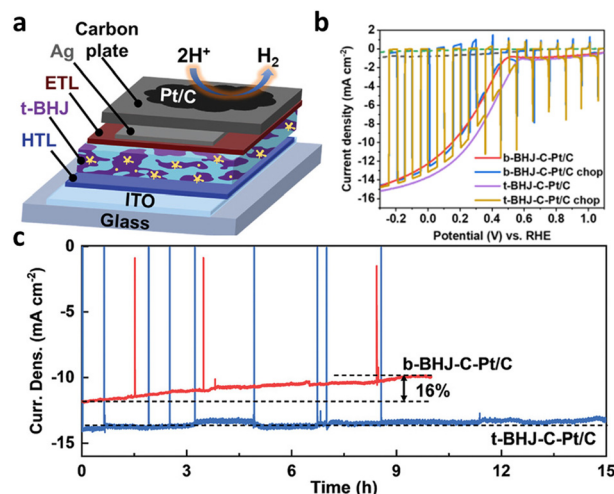 a
Carbon
plate
Ag
ETL
t-BHJ
HTL
2H⁺
H₂
Pt/C
ITO
Glass
b
Current density (mA cm⁻²)
2
0
-2
-4
-6
-8
-10
-12
-14
-16
b-BHJ-C-Pt/C
b-BHJ-C-Pt/C chop
t-BHJ-C-Pt/C
t-BHJ-C-Pt/C chop
-0.2 0.0 0.2 0.4 0.6 0.8 1.0
Potential (V) vs. RHE
c
Curr. Dens. (mA cm⁻²)
0
-5
-10
-15
b-BHJ-C-Pt/C
16%
t-BHJ-C-Pt/C
0 3 6 9 12 15
Time (h)